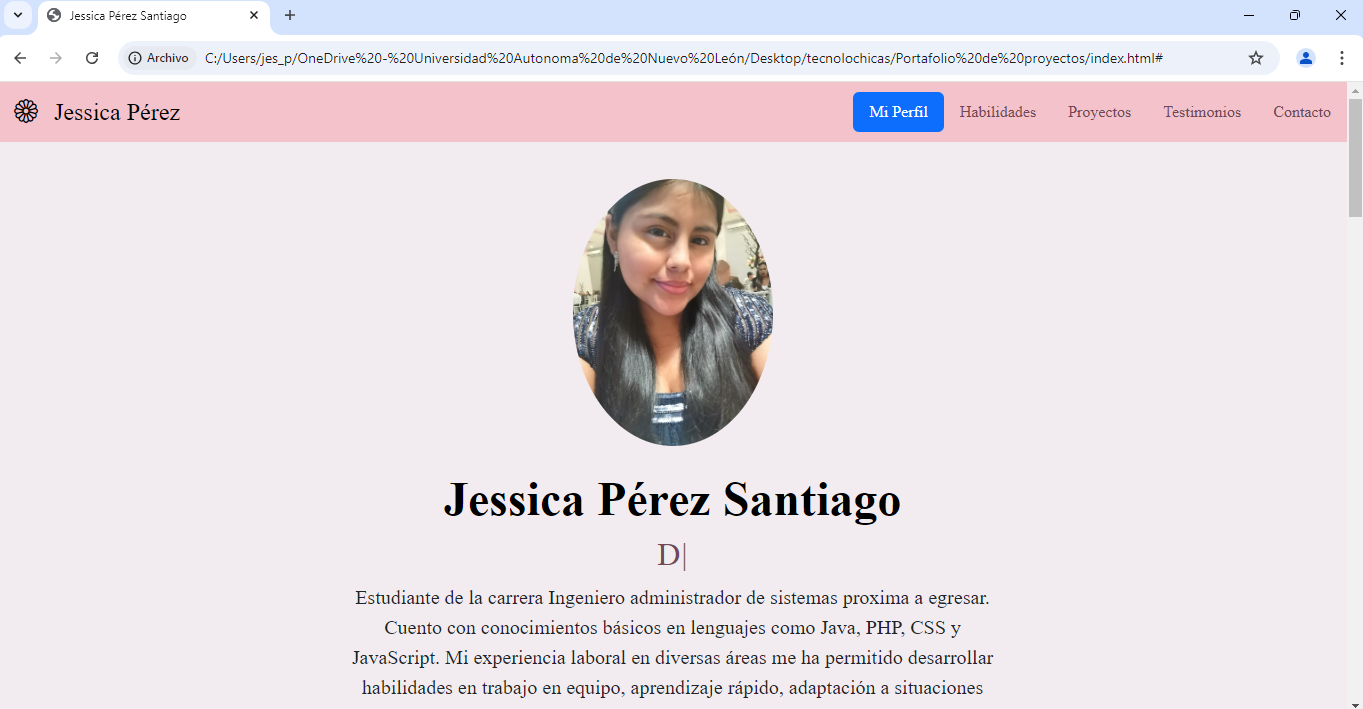 Jessica Pérez Santiago
Archivo C:/Users/jes_p/OneDrive%20-%20Universidad%20Autonoma%20de%20Nuevo%20León/Desktop/tecnolochicas/Portafolio%20de%20proyectos/index.html#
Jessica Pérez Mi Perfil Habilidades Proyectos Testimonios Contacto
Jessica Pérez Santiago
D|
Estudiante de la carrera Ingeniero administrador de sistemas proxima a egresar.
Cuento con conocimientos básicos en lenguajes como Java, PHP, CSS y
JavaScript. Mi experiencia laboral en diversas áreas me ha permitido desarrollar
habilidades en trabajo en equipo, aprendizaje rápido, adaptación a situaciones